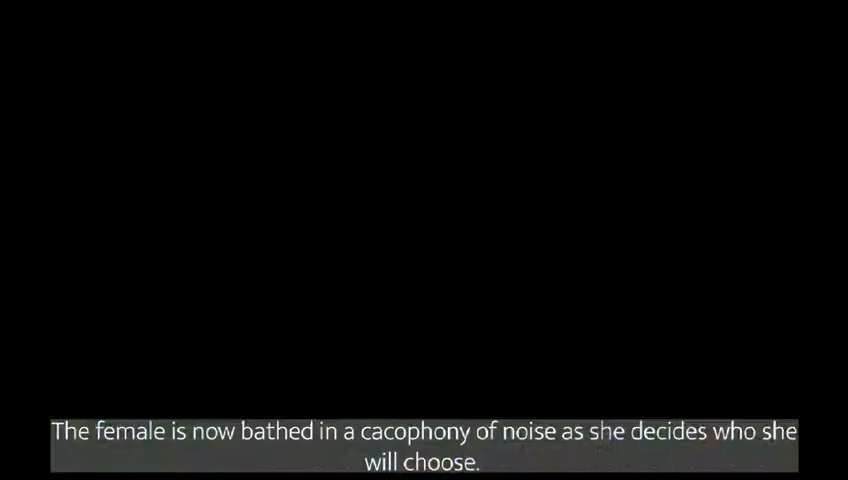 The female is now bathed in a cacophony of noise as she decides who she
will choose.